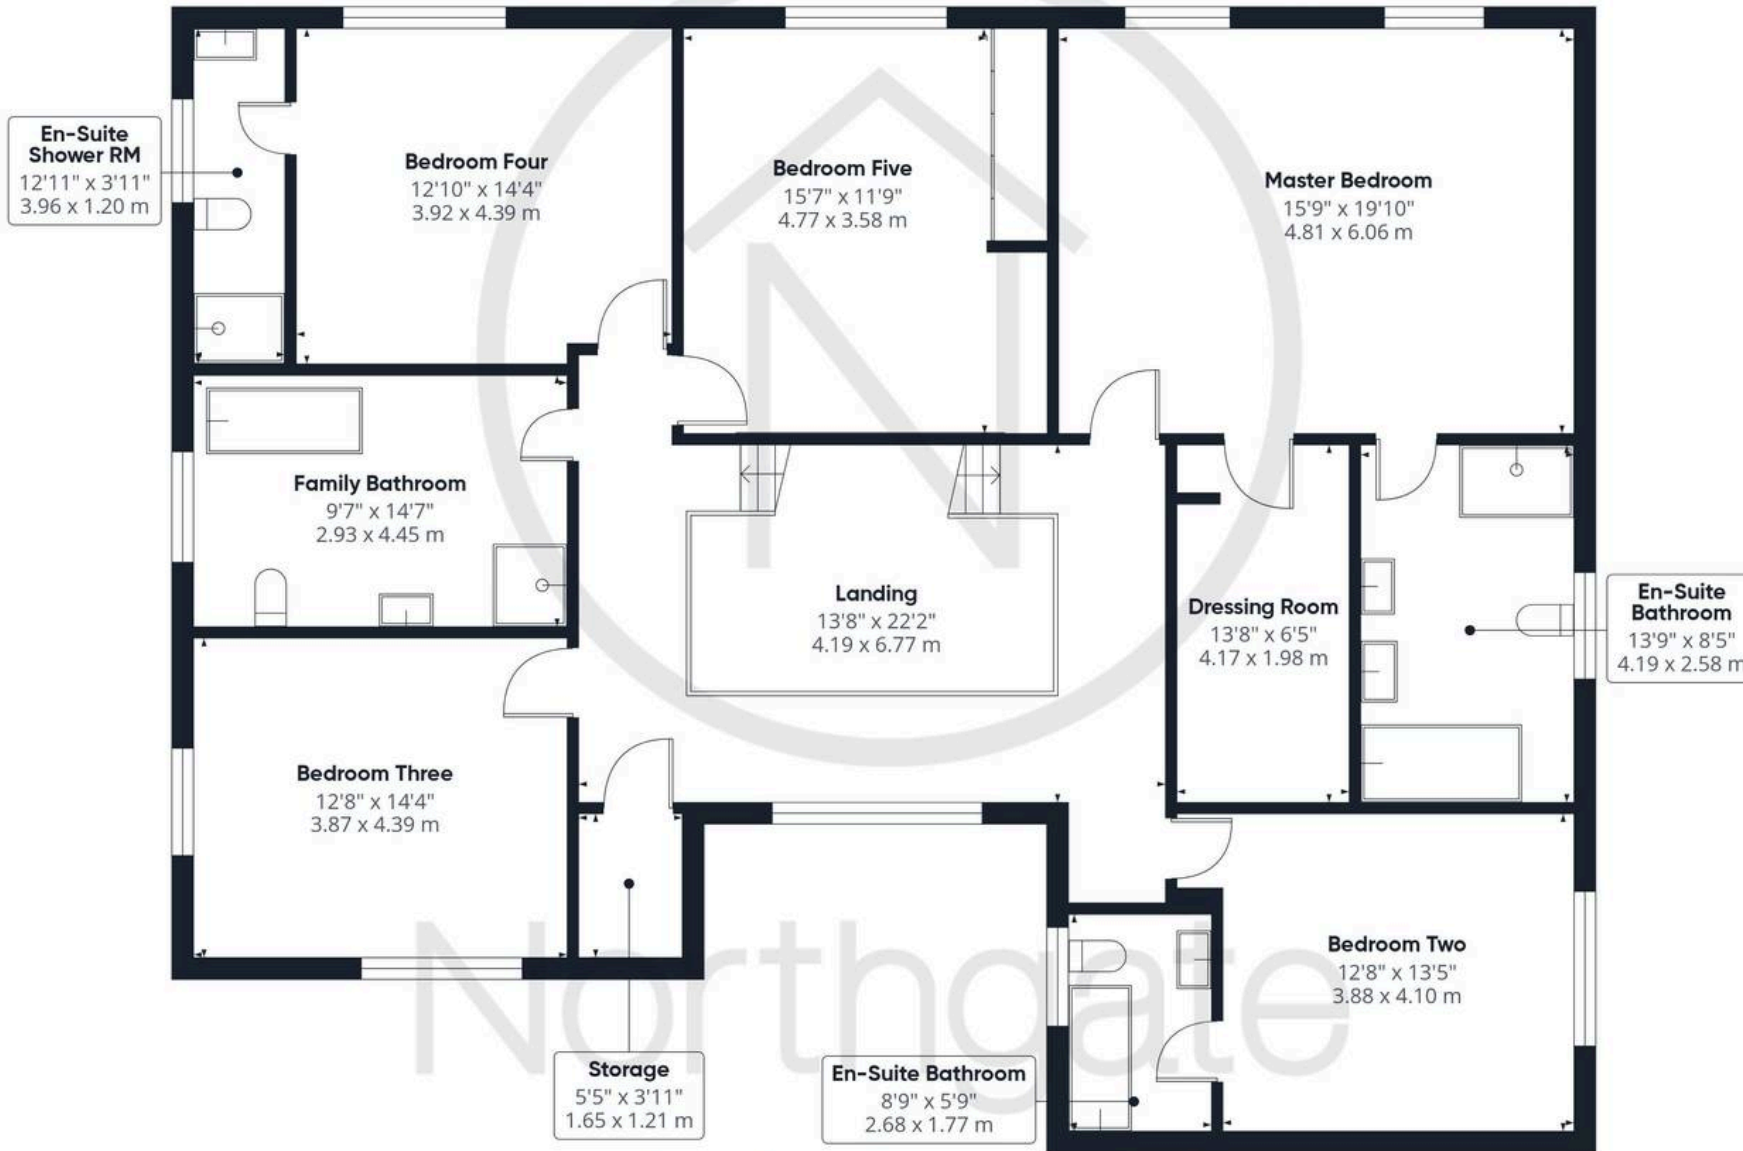 En-Suite
Shower RM
12'11" x 3'11"
3.96 x 1.20 m
Bedroom Four
12'10" x 14'4"
3.92 x 4.39 m
Bedroom Five
15'7" x 11'9"
4.77 x 3.58 m
Master Bedroom
15'9" x 19'10"
4.81 x 6.06 m
Family Bathroom
9'7" x 14'7"
2.93 x 4.45 m
Landing
13'8" x 22'2"
4.19 x 6.77 m
Dressing Room
13'8" x 6'5"
4.17 x 1.98 m
En-Suite
Bathroom
13'9" x 8'5"
4.19 x 2.58 m
Bedroom Three
12'8" x 14'4"
3.87 x 4.39 m
Bedroom Two
12'8" x 13'5"
3.88 x 4.10 m
Northgate
Storage
5'5" x 3'11"
1.65 x 1.21 m
En-Suite Bathroom
8'9" x 5'9"
2.68 x 1.77 m